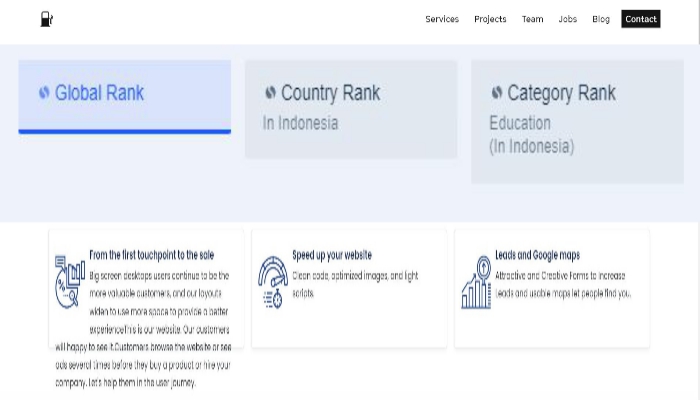 Services Projects Team Jobs Blog Contact
Global Rank
Country Rank
In Indonesia
Category Rank
Education
(In Indonesia)
From the first touchpoint to the sale
Big screen desktops users continue to be the
more valuable customers, and our layouts
widen to use more space to provide a better
experienceThis is our website. Our customers
will happy to see it.Customers browse the website or see
ads several times before they buy a product or hire your
company. Let's help them in the user journey.
Speed up your website
Clean code, optimized images, and light
scripts.
Leads and Google maps
Attractive and Creative Forms to Increase
Leads and usable maps let people find you.